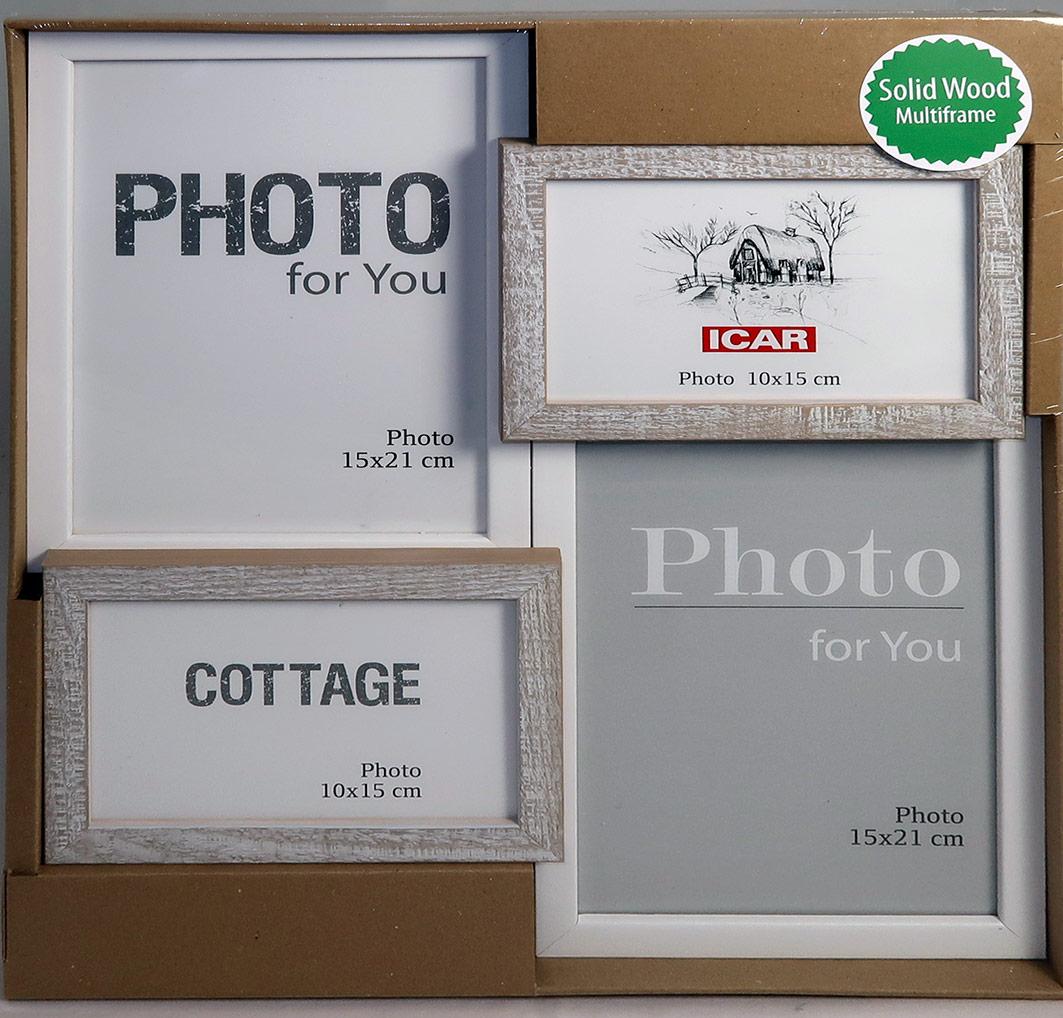 Solid Wood
Multiframe
PHOTO
for You
Photo
15x21 cm
ICAR
Photo 10x15 cm
COTTAGE
Photo
10x15 cm
Photo
for You
Photo
15x21 cm